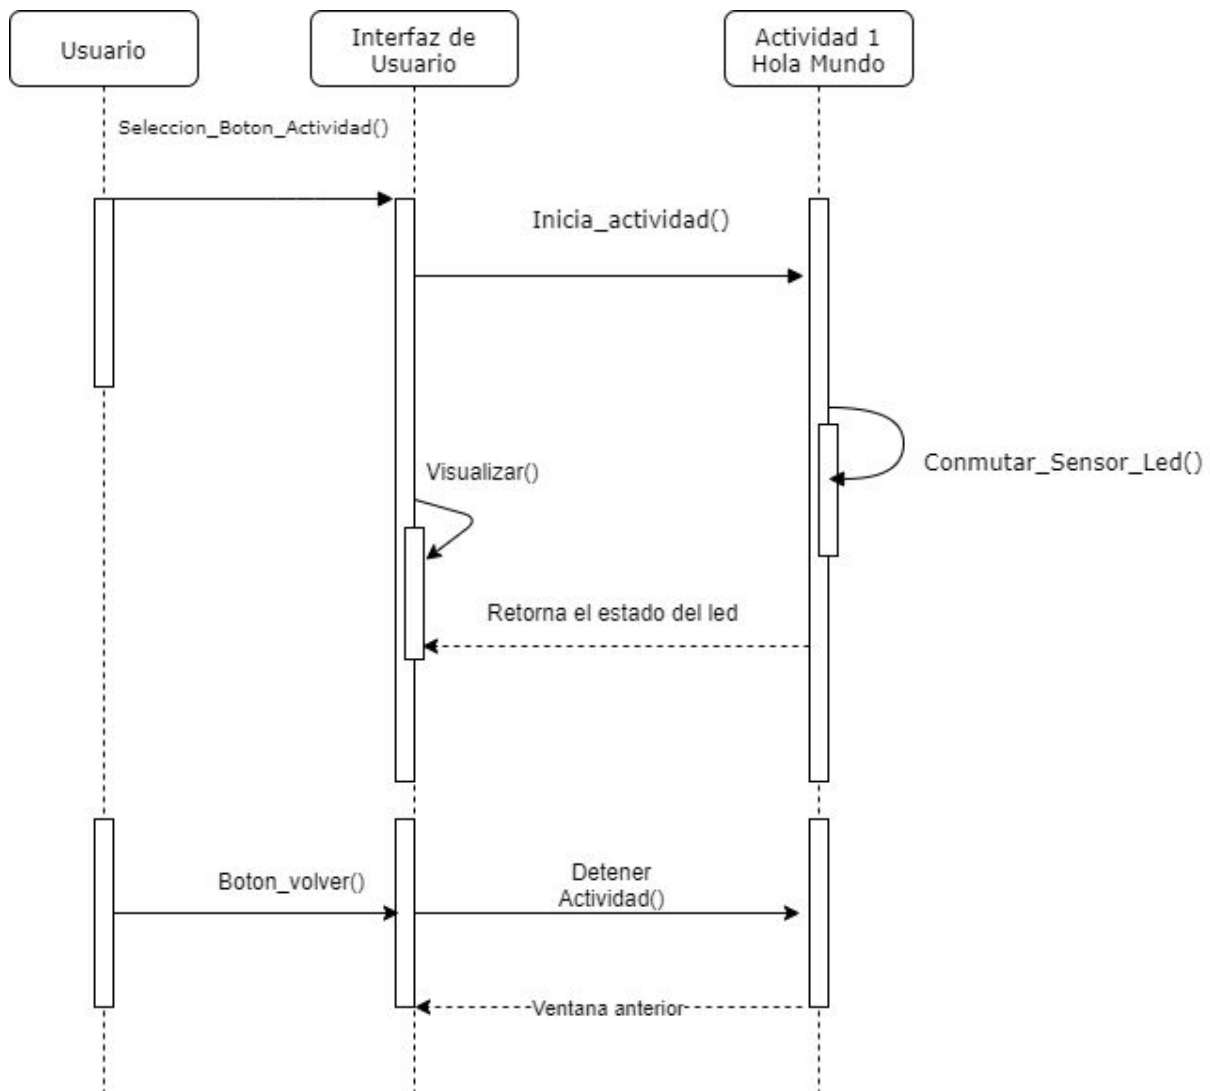 Usuario
Interfaz de
Usuario
Actividad 1
Hola Mundo
Seleccion_Boton_Actividad()
Inicia_actividad()
Conmutar_Sensor_Led()
Visualizar()
Retorna el estado del led
Boton_volver()
Detener
Actividad()
Ventana anterior